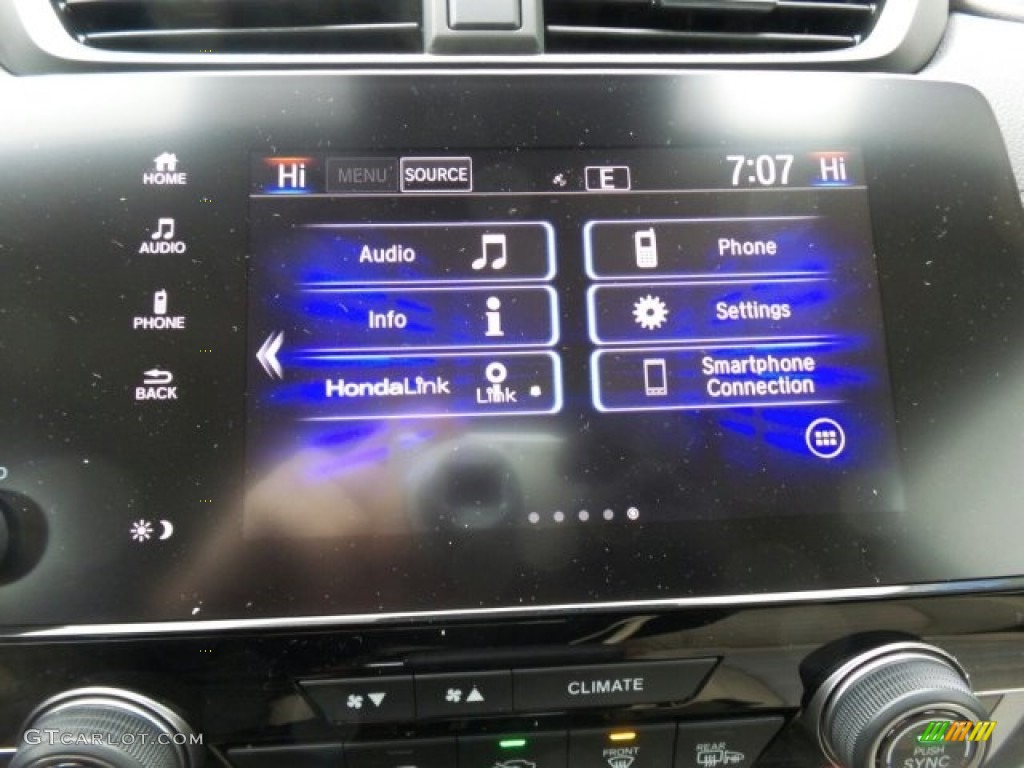 HOME
AUDIO
PHONE
BACK
Hi MENU SOURCE E 7:07 Hi
Audio Phone
Info Settings
HondaLink Link Smartphone
Connection
CLIMATE
FRONT REAR
PUSH
SYNC
GTCARLOT.COM